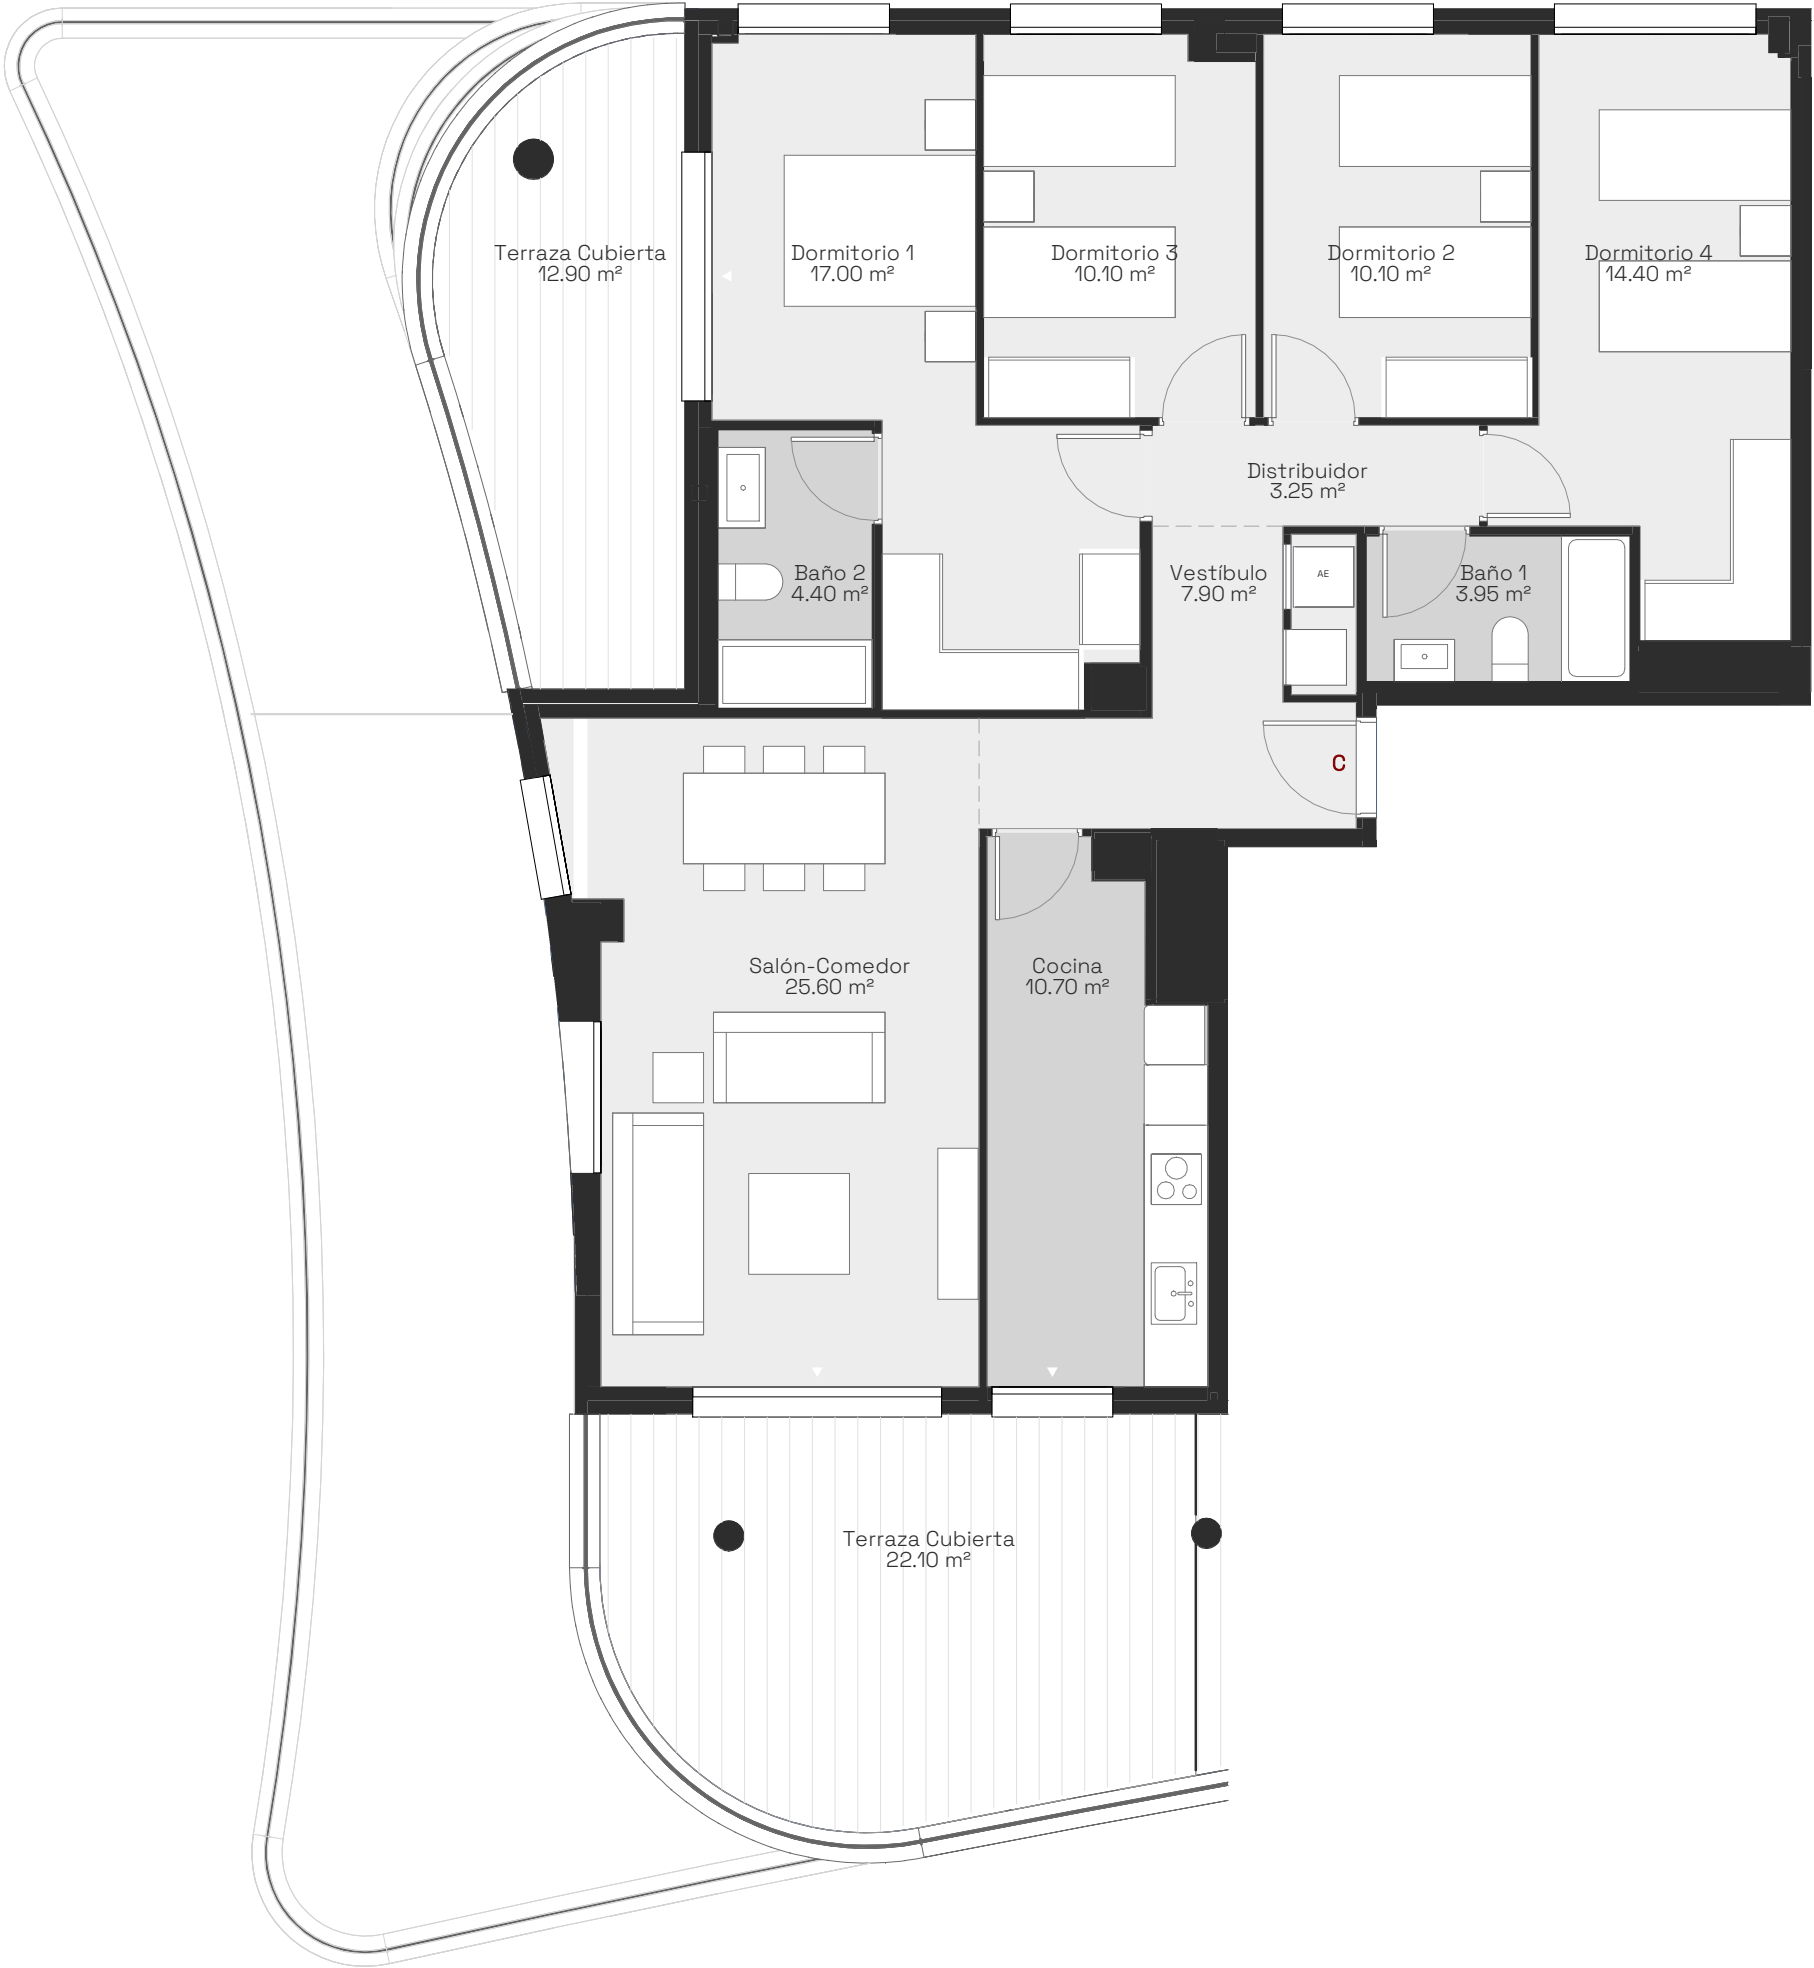 Terraza Cubierta
12.90 m²
Dormitorio 1
17.00 m²
Dormitorio 3
10.10 m²
Dormitorio 2
10.10 m²
Dormitorio 4
14.40 m²
Distribuidor
3.25 m²
Baño 2
4.40 m²
Vestíbulo
7.90 m²
AE
Baño 1
3.95 m²
C
Salón-Comedor
25.60 m²
Cocina
10.70 m²
Terraza Cubierta
22.10 m²